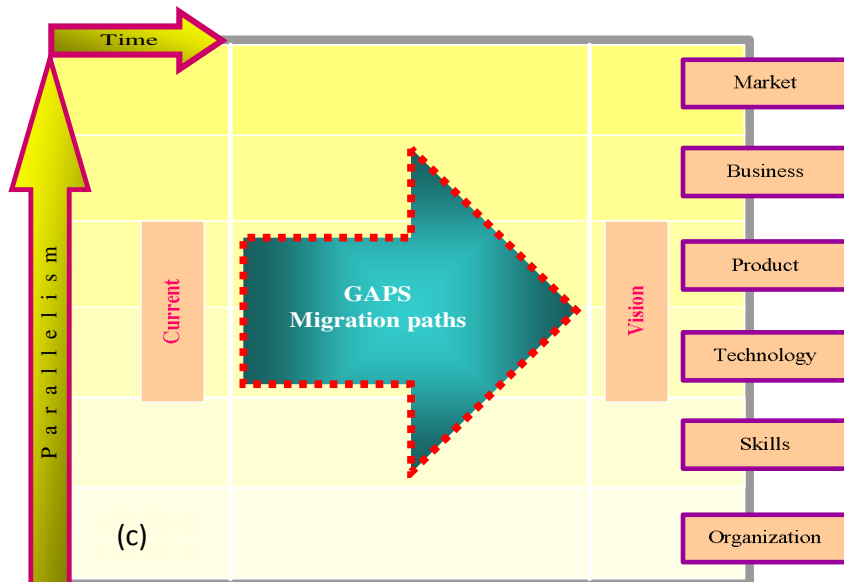 Time
Market
Business
Product
Technology
Skills
Organization
Parallelism
Current
GAPS
Migration paths
Vision
(c)